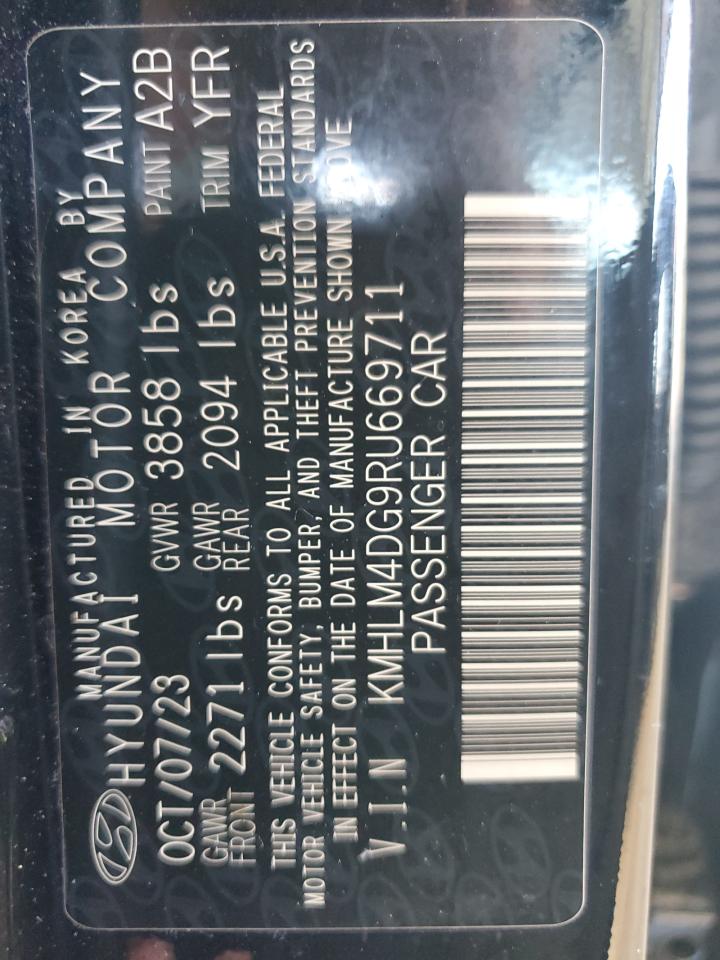 MANUFACTURED IN KOREA BY
HYUNDAI MOTOR COMPANY
OCT/07/23 GVWR 3858 lbs PAINT A2B
GAWR FRONT 2271 lbs GAWR REAR 2094 lbs TRIM YFR
THIS VEHICLE CONFORMS TO ALL APPLICABLE U.S.A. FEDERAL
MOTOR VEHICLE SAFETY, BUMPER, AND THEFT PREVENTION STANDARDS
IN EFFECT ON THE DATE OF MANUFACTURE SHOWN ABOVE
V.I.N KMHLM4DG9RU669711
PASSENGER CAR